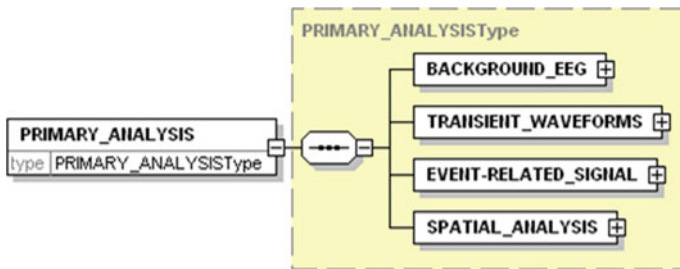 PRIMARY_ANALYSISType
BACKGROUND_EEG
TRANSIENT_WAVEFORMS
PRIMARY_ANALYSIS
type PRIMARY_ANALYSISType
EVENT-RELATED_SIGNAL
SPATIAL_ANALYSIS